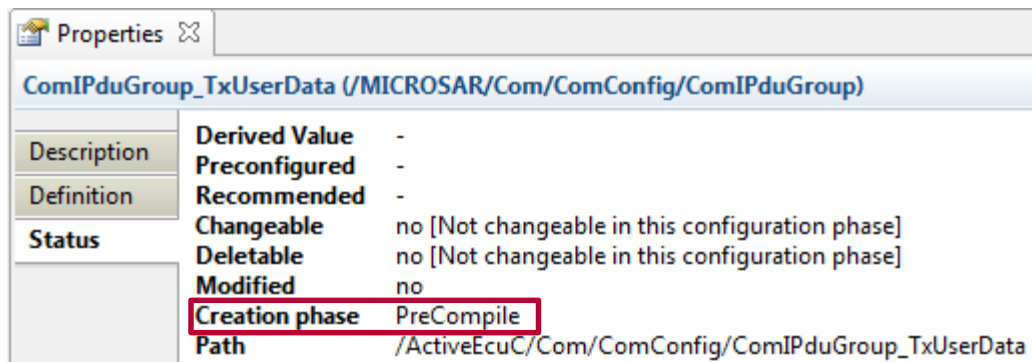 Properties
ComIPduGroup_TxUserData (/MICROSAR/Com/ComConfig/ComIPduGroup)
Description
Definition
Status
Derived Value -
Preconfigured -
Recommended -
Changeable no [Not changeable in this configuration phase]
Deletable no [Not changeable in this configuration phase]
Modified no
Creation phase PreCompile
Path /ActiveEcuC/Com/ComConfig/ComIPduGroup_TxUserData